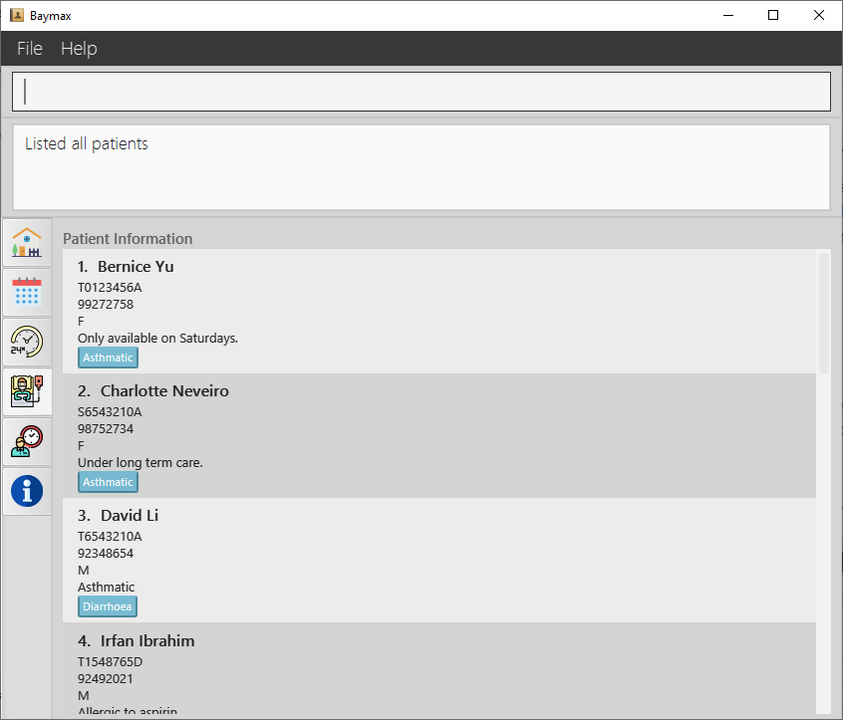 Baymax
File Help
Listed all patients
Patient Information
1. Bernice Yu
T0123456A
99272758
F
Only available on Saturdays.
Asthmatic
2. Charlotte Neveiro
S6543210A
98752734
F
Under long term care.
Asthmatic
3. David Li
T6543210A
92348654
M
Asthmatic
Diarrhoea
4. Irfan Ibrahim
T1548765D
92492021
M
Allergic to aspirin
24H